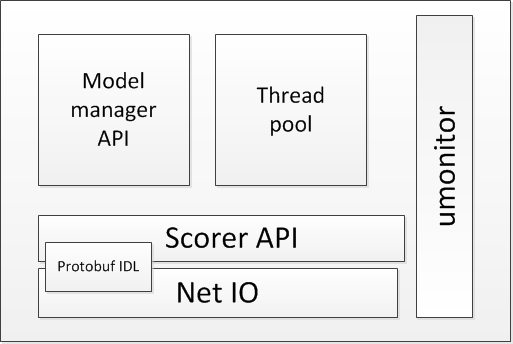 Model
manager
API
Thread
pool
umonitor
Scorer API
Protobuf IDL
Net IO